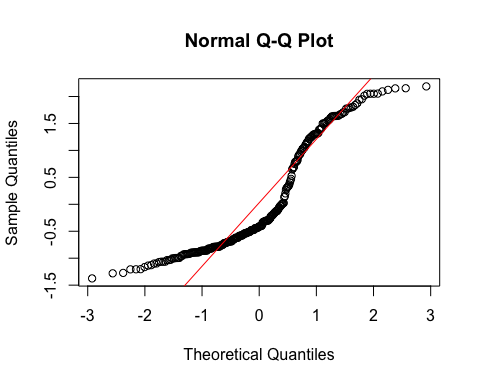 Normal Q-Q Plot
Sample Quantiles
1.5
0.5
-0.5
-1.5
-3 -2 -1 0 1 2 3
Theoretical Quantiles